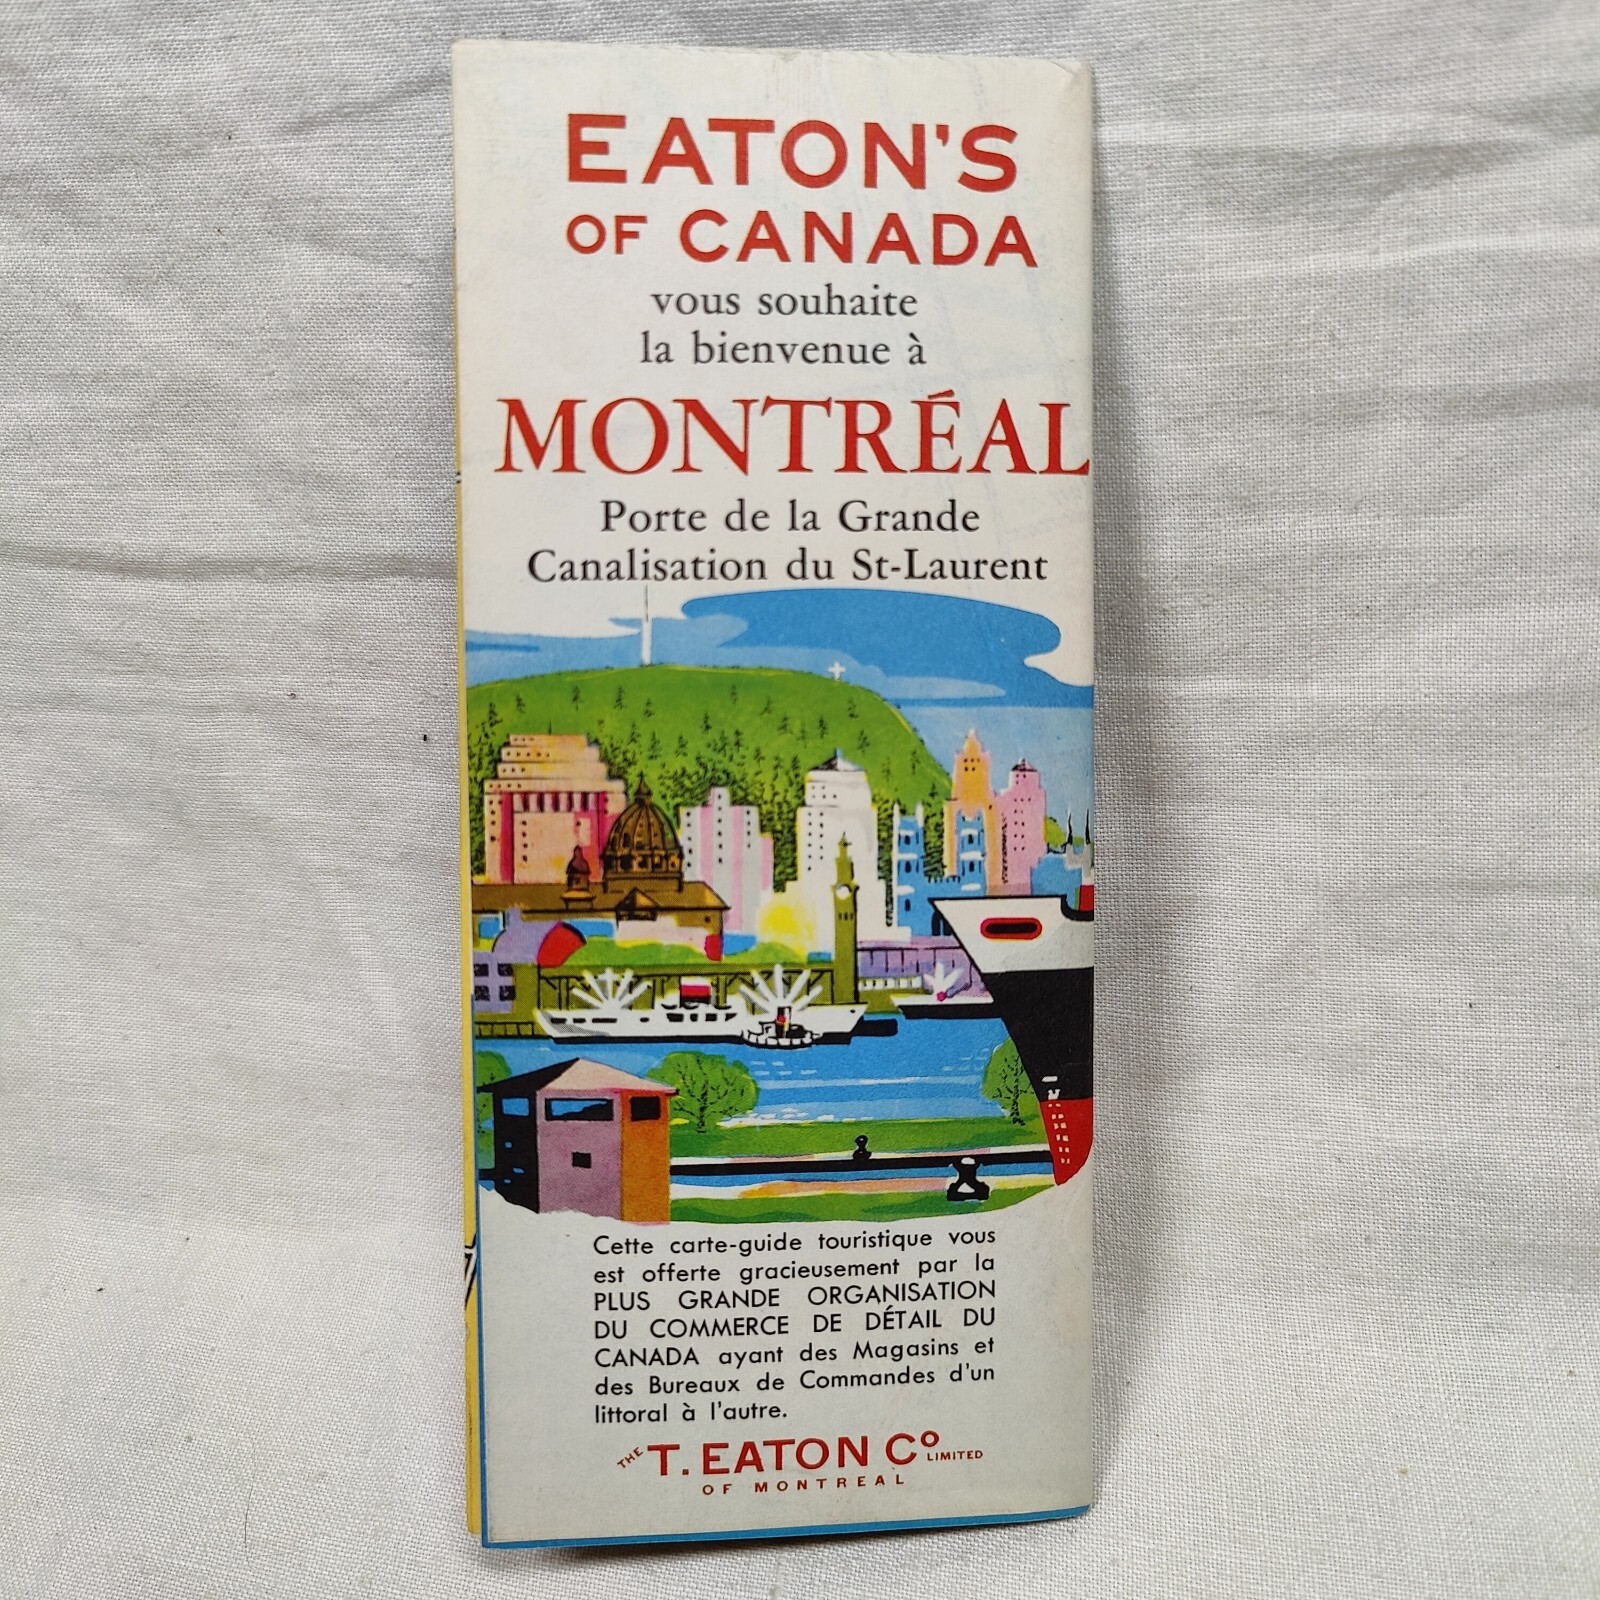 EATON'S
OF CANADA
vous souhaite
la bienvenue à
MONTRÉAL
Porte de la Grande
Canalisation du St-Laurent
Cette carte-guide touristique vous
est offerte gracieusement par la
PLUS GRANDE ORGANISATION
DU COMMERCE DE DÉTAIL DU
CANADA ayant des Magasins et
des Bureaux de Commandes d'un
littoral à l'autre.
THE T. EATON Co LIMITED
OF MONTREAL